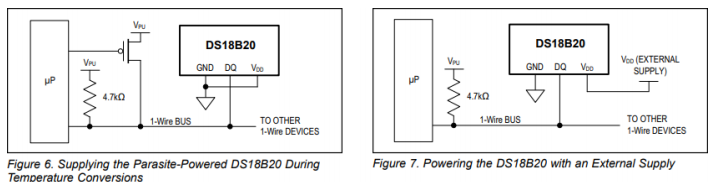 VPU
DS18B20
VPU
GND DQ VDD
µP
4.7kΩ
1-Wire BUS
TO OTHER
1-Wire DEVICES
Figure 6. Supplying the Parasite-Powered DS18B20 During
Temperature Conversions
DS18B20
VPU
GND DQ VDD
VDD (EXTERNAL
SUPPLY)
µP
4.7kΩ
1-Wire BUS
TO OTHER
1-Wire DEVICES
Figure 7. Powering the DS18B20 with an External Supply